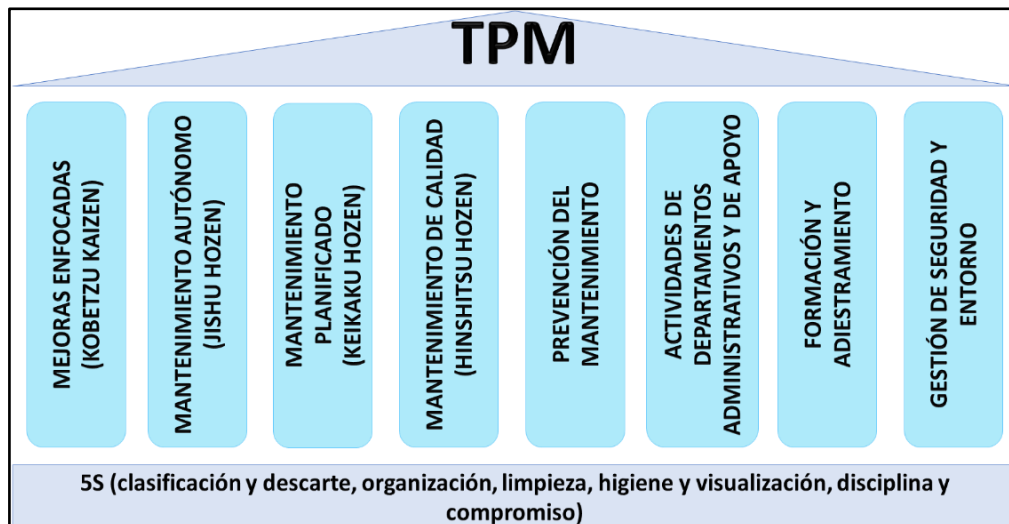 TPM
MEJORAS ENFOCADAS
(KOBETZU KAIZEN)
MANTENIMIENTO AUTÓNOMO
(JISHU HOZEN)
MANTENIMIENTO
PLANIFICADO
(KEIKAKU HOZEN)
MANTENIMIENTO DE CALIDAD
(HINSHITSU HOZEN)
PREVENCIÓN DEL
MANTENIMIENTO
ACTIVIDADES DE
DEPARTAMENTOS
ADMINISTRATIVOS Y DE APOYO
FORMACIÓN Y
ADIESTRAMIENTO
GESTIÓN DE SEGURIDAD Y
ENTORNO
5S (clasificación y descarte, organización, limpieza, higiene y visualización, disciplina y
compromiso)